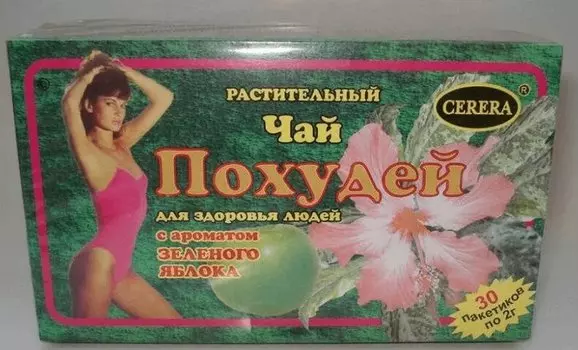 РАСТИТЕЛЬНЫЙ
Чай
Похудей
для здоровья людей
с ароматом
ЗЕЛЕНОГО
ЯБЛОКА
CERERA ®
30
пакетиков
по 2г